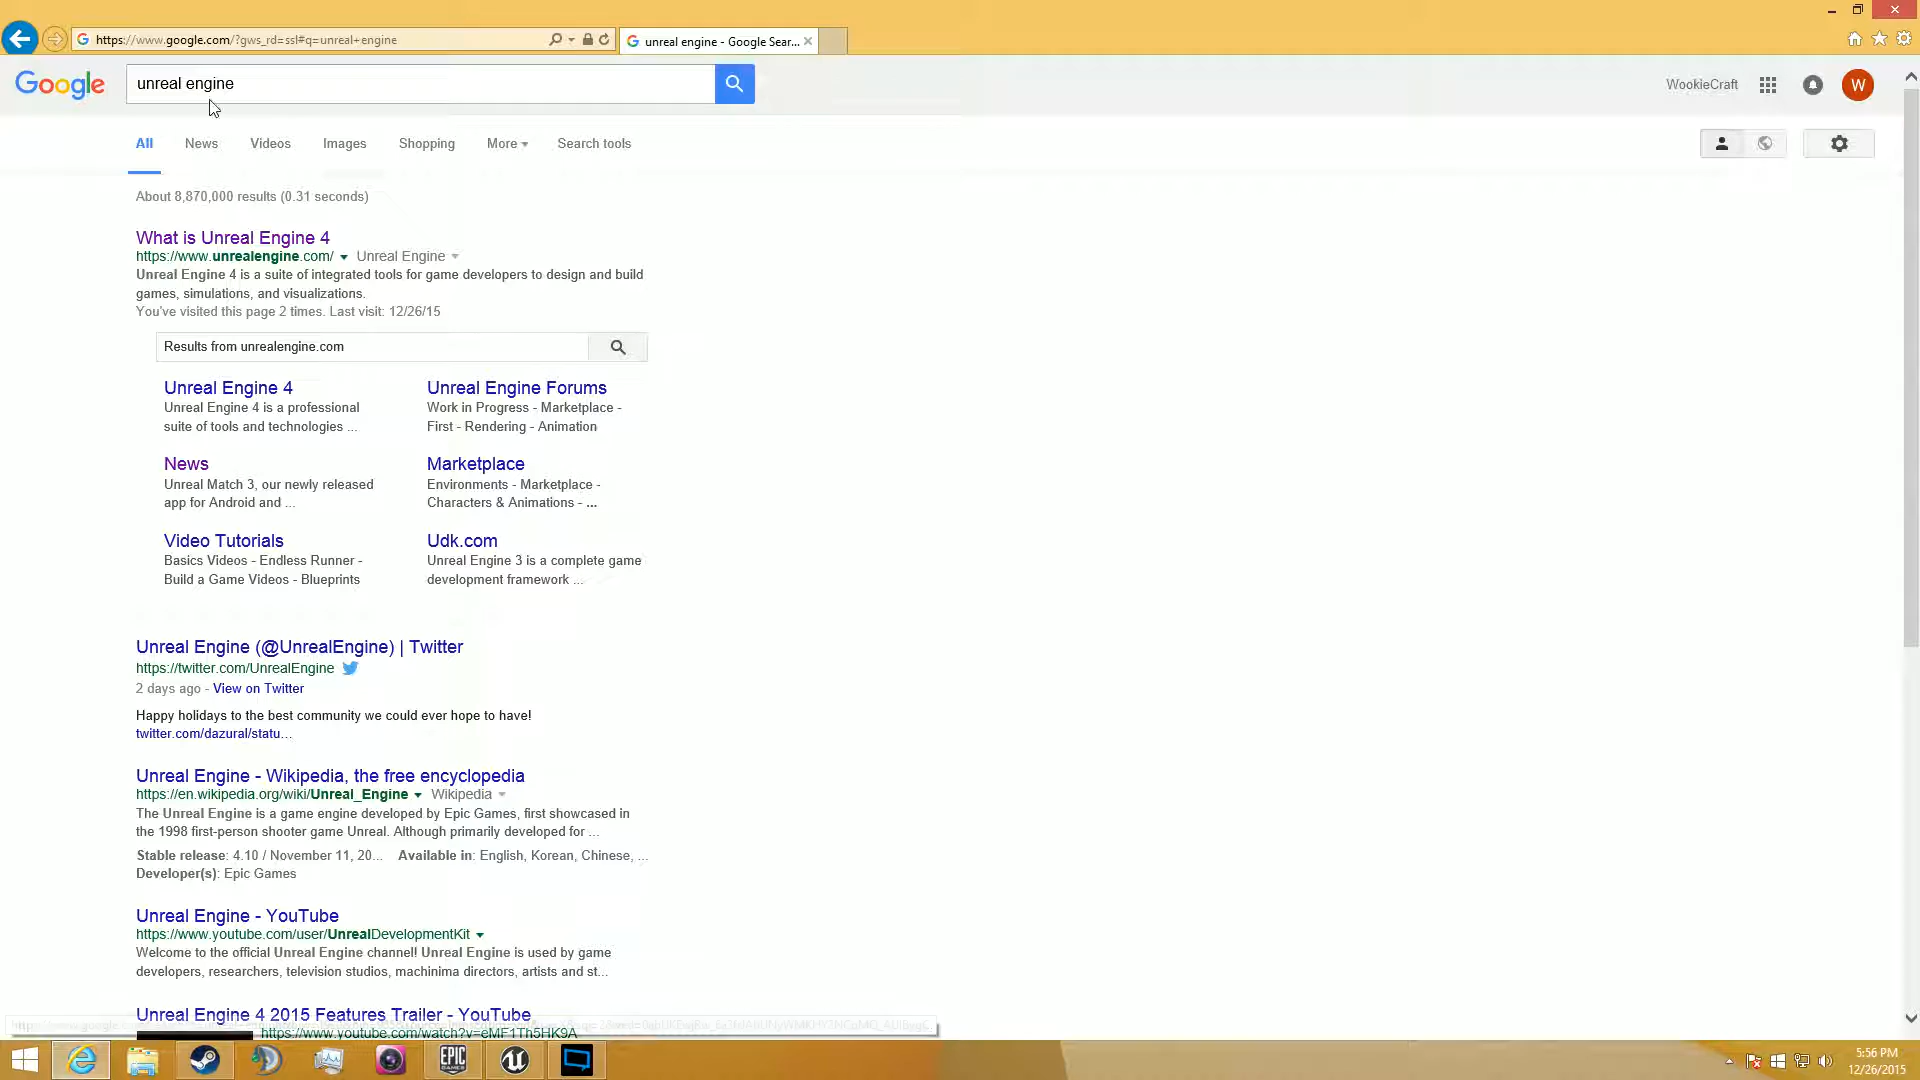 https://www.google.com/?gws_rd=ssl#q=unreal+engine
unreal engine - Google Sear...
Google
unreal engine
WookieCraft
W
All
News
Videos
Images
Shopping
More
Search tools
About 8,870,000 results (0.31 seconds)
What is Unreal Engine 4
https://www.unrealengine.com/ Unreal Engine
Unreal Engine 4 is a suite of integrated tools for game developers to design and build
games, simulations, and visualizations.
You've visited this page 2 times. Last visit: 12/26/15
Results from unrealengine.com
Unreal Engine 4
Unreal Engine 4 is a professional
suite of tools and technologies ...
Unreal Engine Forums
Work in Progress - Marketplace -
First - Rendering - Animation
News
Unreal Match 3, our newly released
app for Android and ...
Marketplace
Environments - Marketplace -
Characters & Animations - ...
Video Tutorials
Basics Videos - Endless Runner -
Build a Game Videos - Blueprints
Udk.com
Unreal Engine 3 is a complete game
development framework ...
Unreal Engine (@UnrealEngine) | Twitter
https://twitter.com/UnrealEngine
2 days ago - View on Twitter
Happy holidays to the best community we could ever hope to have!
twitter.com/dazural/statu...
Unreal Engine - Wikipedia, the free encyclopedia
https://en.wikipedia.org/wiki/Unreal_Engine Wikipedia
The Unreal Engine is a game engine developed by Epic Games, first showcased in
the 1998 first-person shooter game Unreal. Although primarily developed for ...
Stable release: 4.10 / November 11, 20... Available in: English, Korean, Chinese, ...
Developer(s): Epic Games
Unreal Engine - YouTube
https://www.youtube.com/user/UnrealDevelopmentKit
Welcome to the official Unreal Engine channel! Unreal Engine is used by game
developers, researchers, television studios, machinima directors, artists and st...
Unreal Engine 4 2015 Features Trailer - YouTube
https://www.youtube.com/watch?v=eMF1Th5HK9A
EPIC
GAMES
5:56 PM
12/26/2015